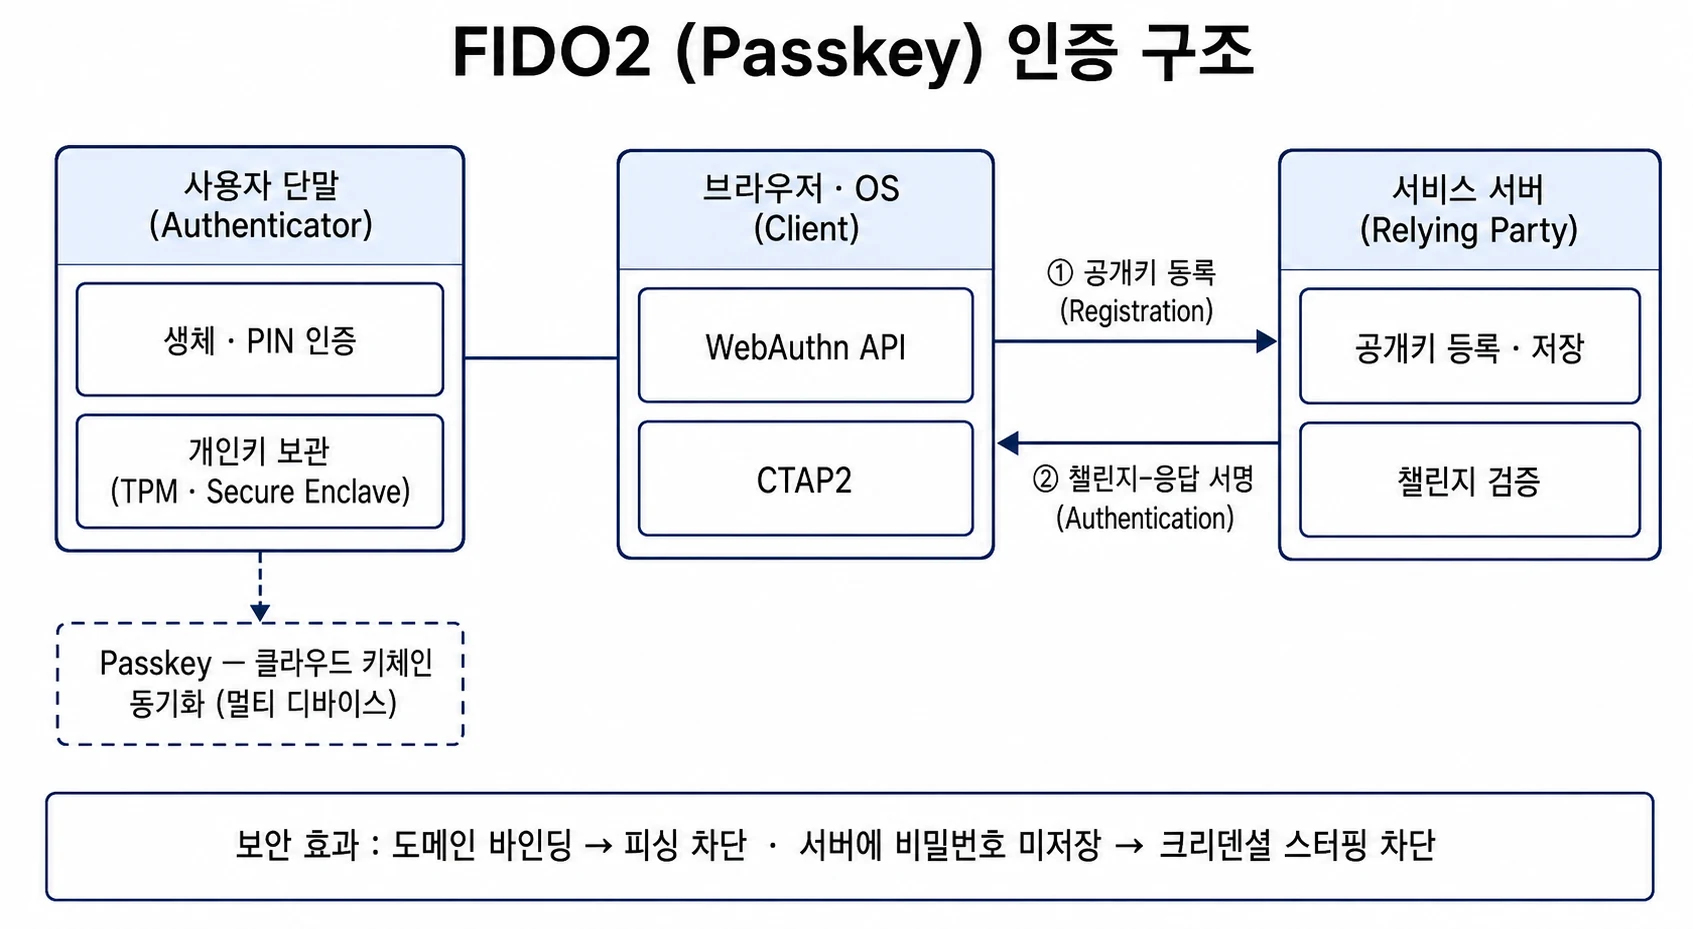 FIDO2 (Passkey) 인증 구조
사용자 단말
(Authenticator)
생체 · PIN 인증
개인키 보관
(TPM · Secure Enclave)
Passkey – 클라우드 키체인
동기화 (멀티 디바이스)
브라우저 · OS
(Client)
WebAuthn API
CTAP2
① 공개키 등록
(Registration)
② 챌린지–응답 서명
(Authentication)
서비스 서버
(Relying Party)
공개키 등록 · 저장
챌린지 검증
보안 효과 : 도메인 바인딩 → 피싱 차단 · 서버에 비밀번호 미저장 → 크리덴셜 스터핑 차단